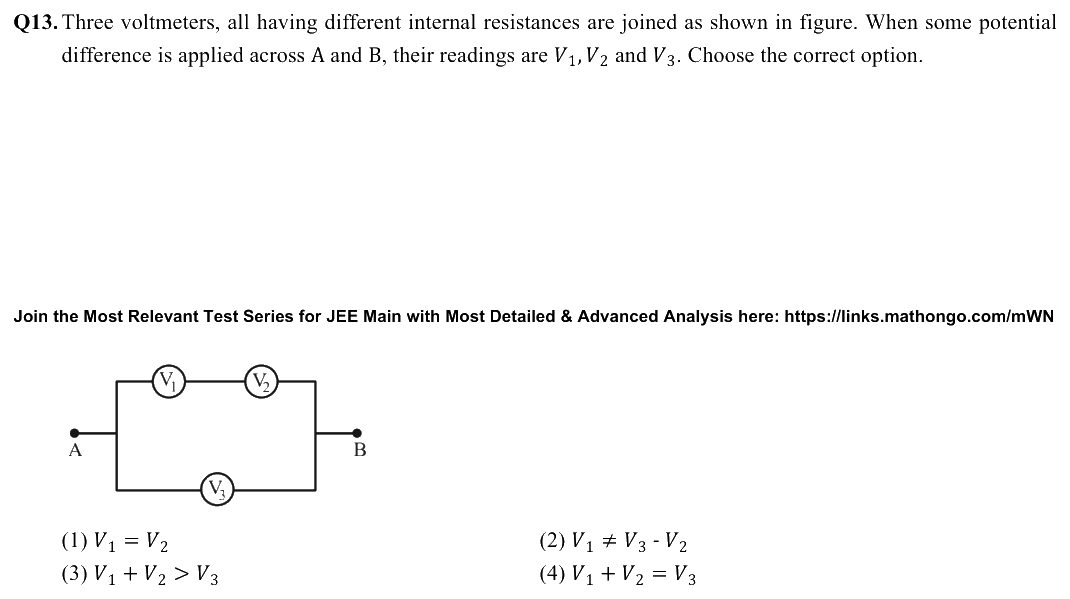 Q13. Three voltmeters, all having different internal resistances are joined as shown in figure. When some potential
difference is applied across A and B, their readings are V₁, V₂ and V₃. Choose the correct option.
Join the Most Relevant Test Series for JEE Main with Most Detailed & Advanced Analysis here: https://links.mathongo.com/mWN
V₁ V₂
A B
V₃
(1) V₁ = V₂ (2) V₁ ≠ V₃ - V₂
(3) V₁ + V₂ > V₃ (4) V₁ + V₂ = V₃